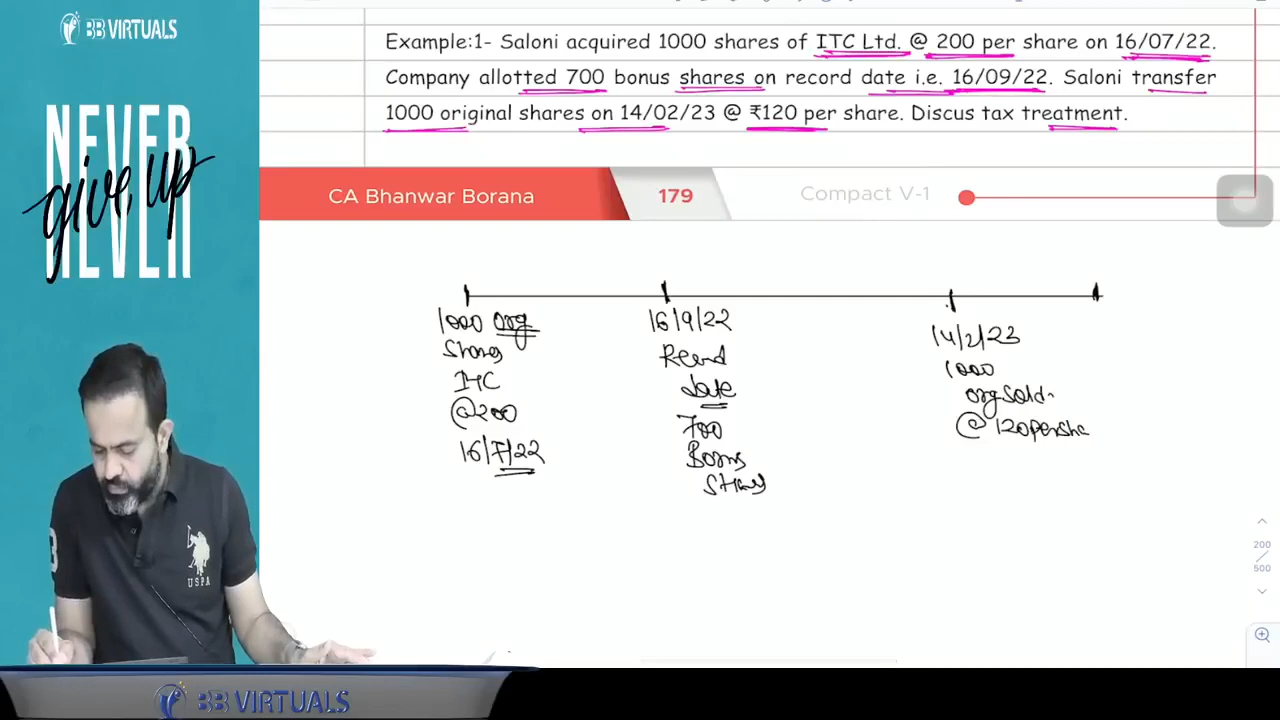 BB VIRTUALS
NEVER
give up
NEVER
Example:1- Saloni acquired 1000 shares of ITC Ltd. @ 200 per share on 16/07/22.
Company allotted 700 bonus shares on record date i.e. 16/09/22. Saloni transfer
1000 original shares on 14/02/23 @ ₹120 per share. Discus tax treatment.
CA Bhanwar Borana
179
Compact V-1
1000 org
Shares
ITC
@200
16/7/22
16/9/22
Record
date
700
Bonus
Shares
14/2/23
1000
org sold
@ 120 per sha
200
/
500
3
USPA
BB VIRTUALS